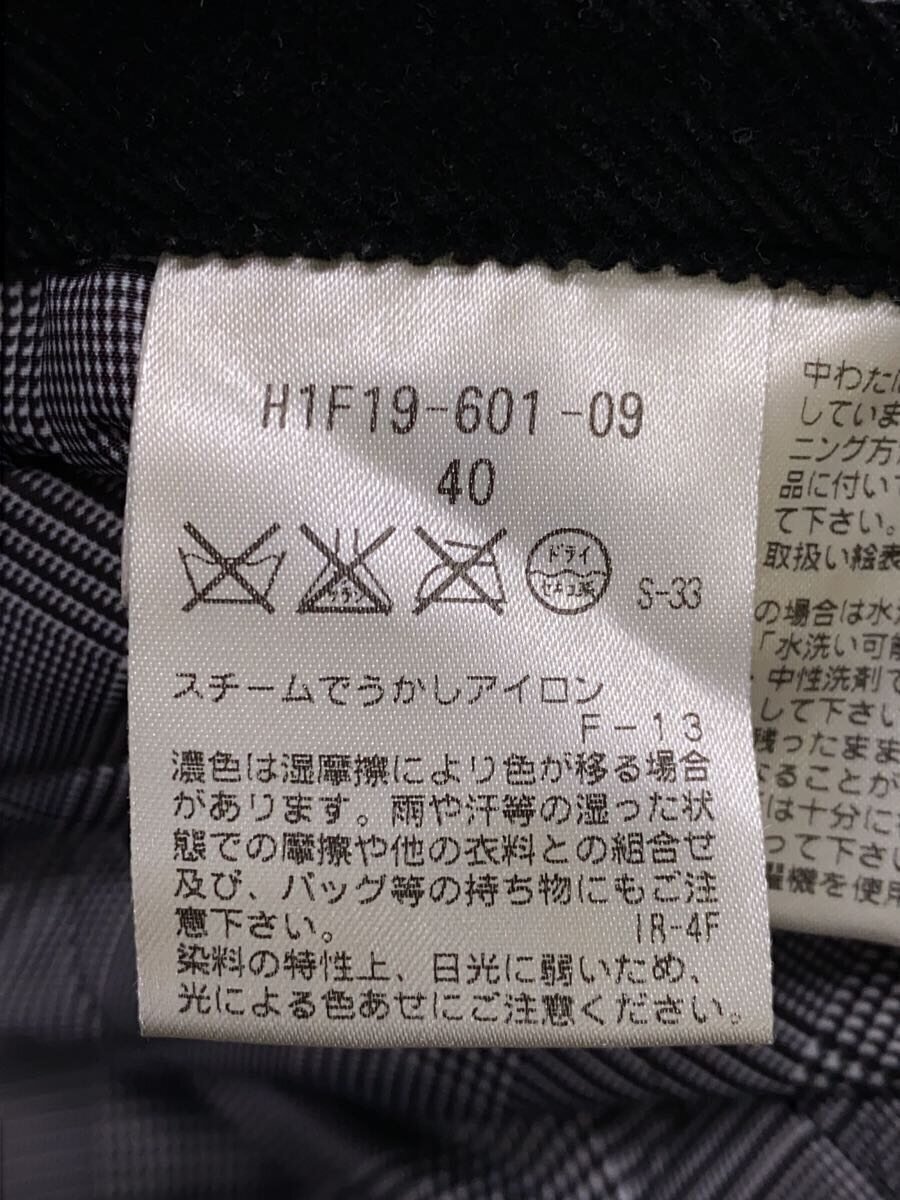 H1F19-601-09
40
エンソ
サラシ
ドライ
セキユ系
S-33
スチームでうかしアイロン
F-13
濃色は湿摩擦により色が移る場合
があります。雨や汗等の湿った状
態での摩擦や他の衣料との組合せ
及び、バッグ等の持ち物にもご注
意下さい。
IR-4F
染料の特性上、日光に弱いため、
光による色あせにご注意ください。
中わた
していま
ニング方
品に付いて
て下さい。
取扱い絵表
の場合は水
「水洗い可能
・中性洗剤で
して下さい
残ったまま
なることが
は十分に
って下さい
濯機を使用